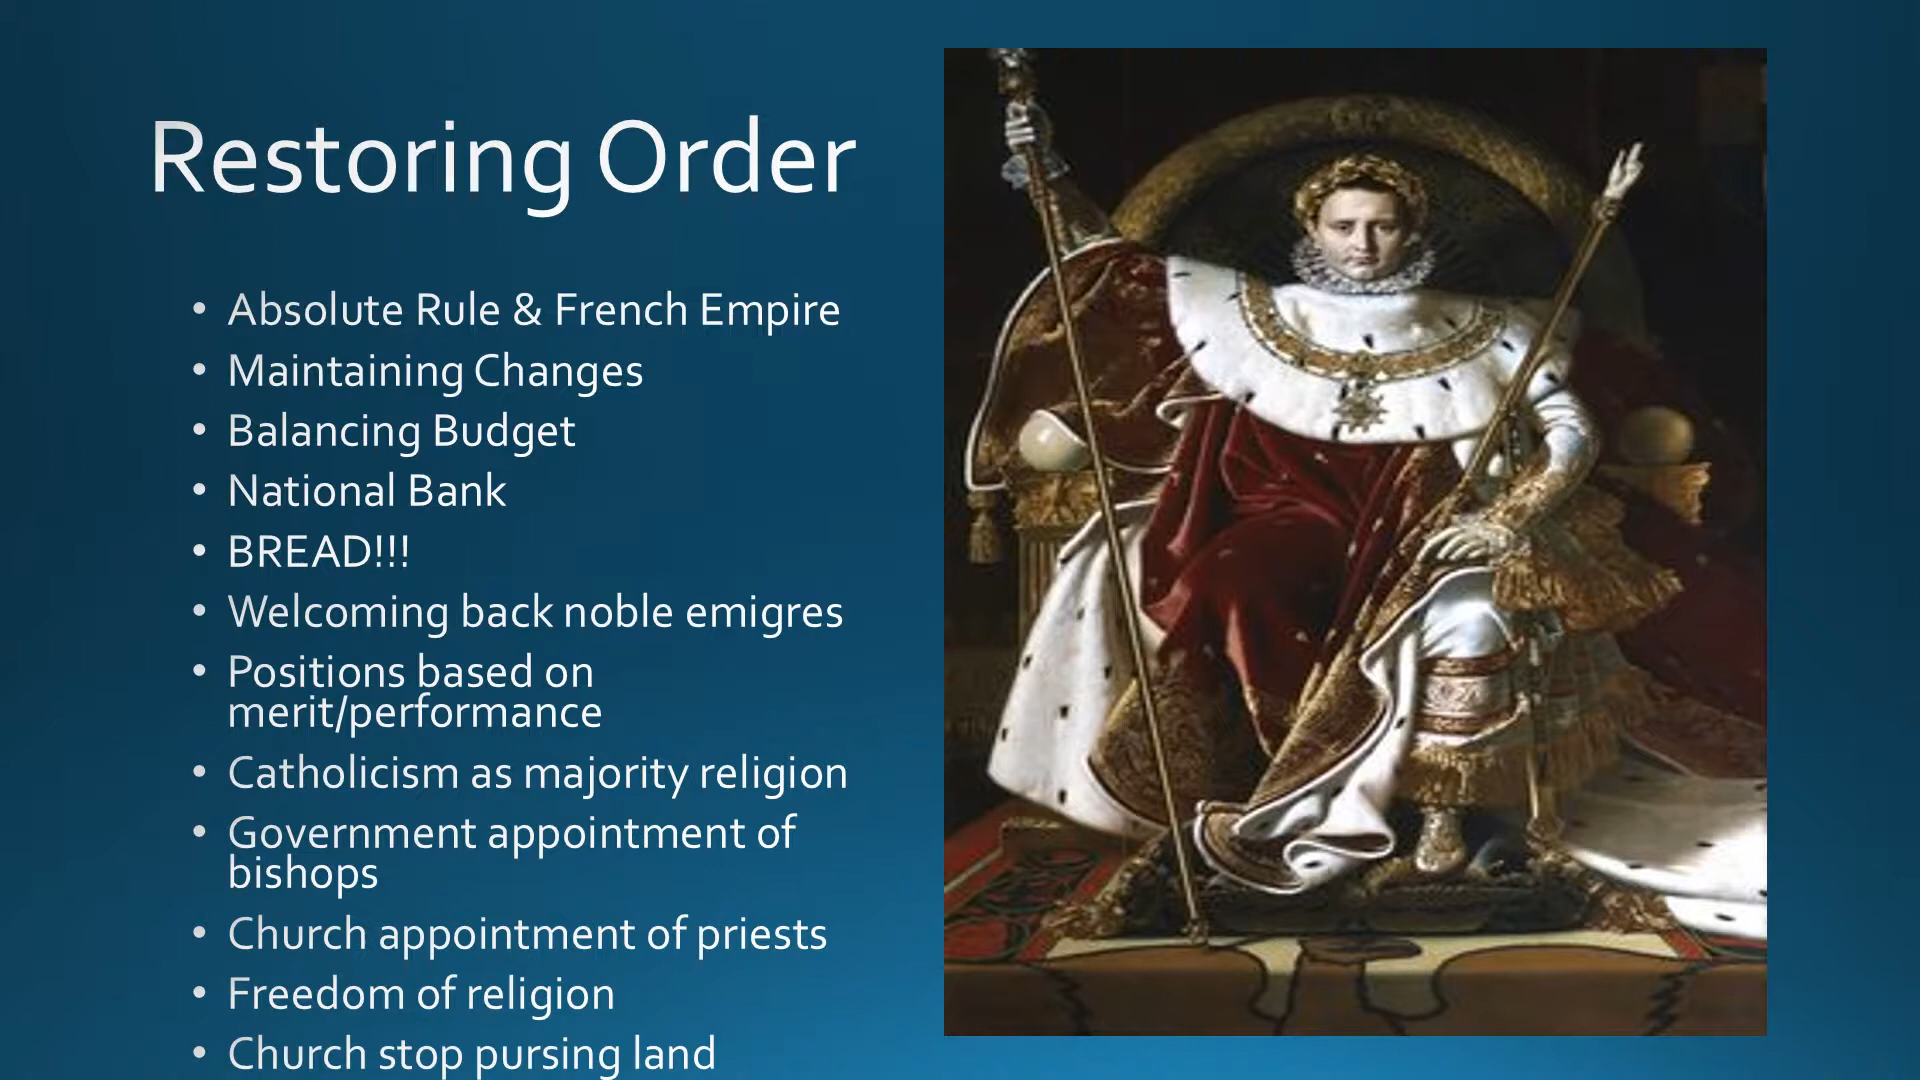 Restoring Order
• Absolute Rule & French Empire
• Maintaining Changes
• Balancing Budget
• National Bank
• BREAD!!!
• Welcoming back noble emigres
• Positions based on
merit/performance
• Catholicism as majority religion
• Government appointment of
bishops
• Church appointment of priests
• Freedom of religion
• Church stop pursing land